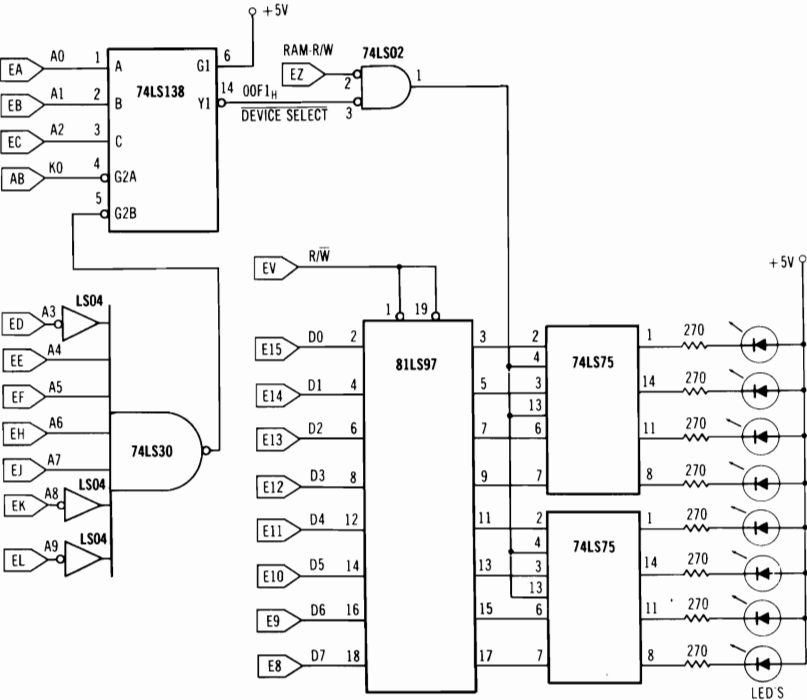 +5V
RAM-R/W
74LS02
EA A0 1 A G1 6
EZ 2 1
74LS138
14 00F1H
EB A1 2 B Y1
DEVICE SELECT 3
EC A2 3 C
AB K0 4 G2A
5 G2B
EV R/W
+5V
1 19
A3 LS04
ED
EE A4
EF A5
EH A6
EJ A7
74LS30
EK A8 LS04
EL A9 LS04
81LS97
E15 D0 2 3 2 1 270
4
74LS75
E14 D1 4 5 3 14 270
13
E13 D2 6 7 6 11 270
E12 D3 8 9 7 8 270
E11 D4 12 11 2 1 270
4
74LS75
E10 D5 14 13 3 14 270
13
E9 D6 16 15 6 11 270
E8 D7 18 17 7 8 270
LED'S